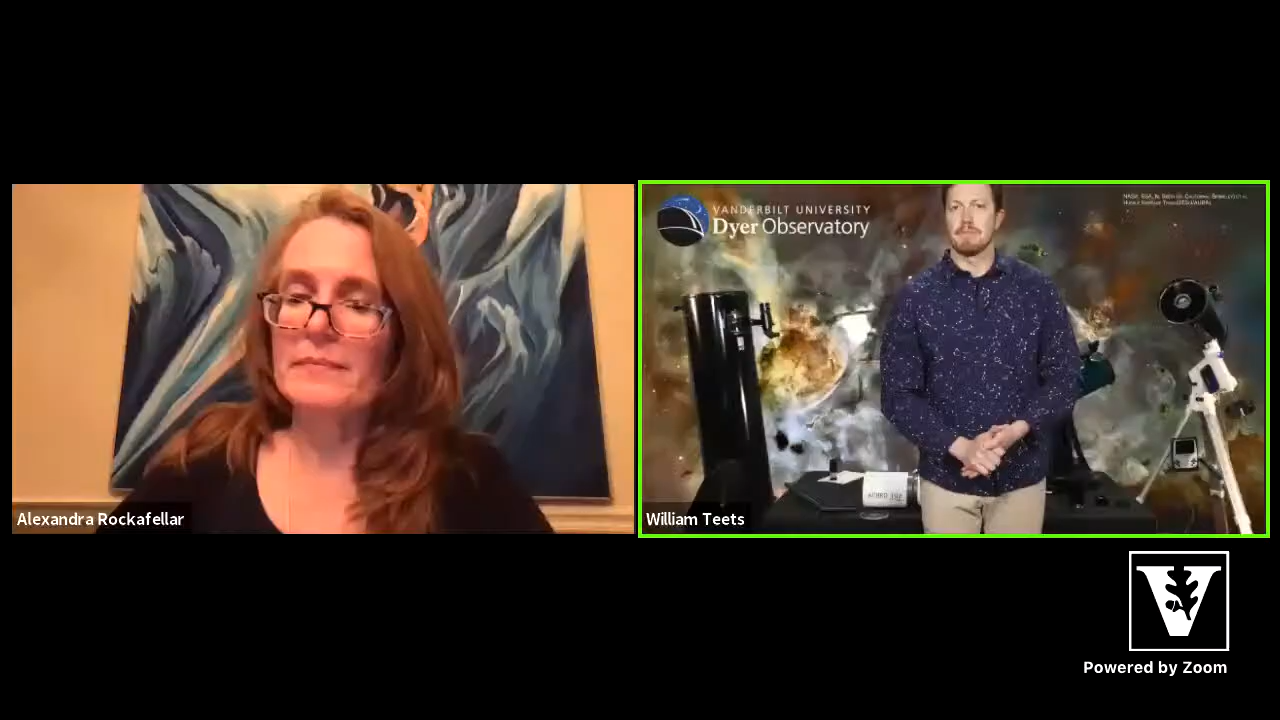 VANDERBILT UNIVERSITY
Dyer Observatory
Alexandra Rockafellar
William Teets
V
Powered by Zoom